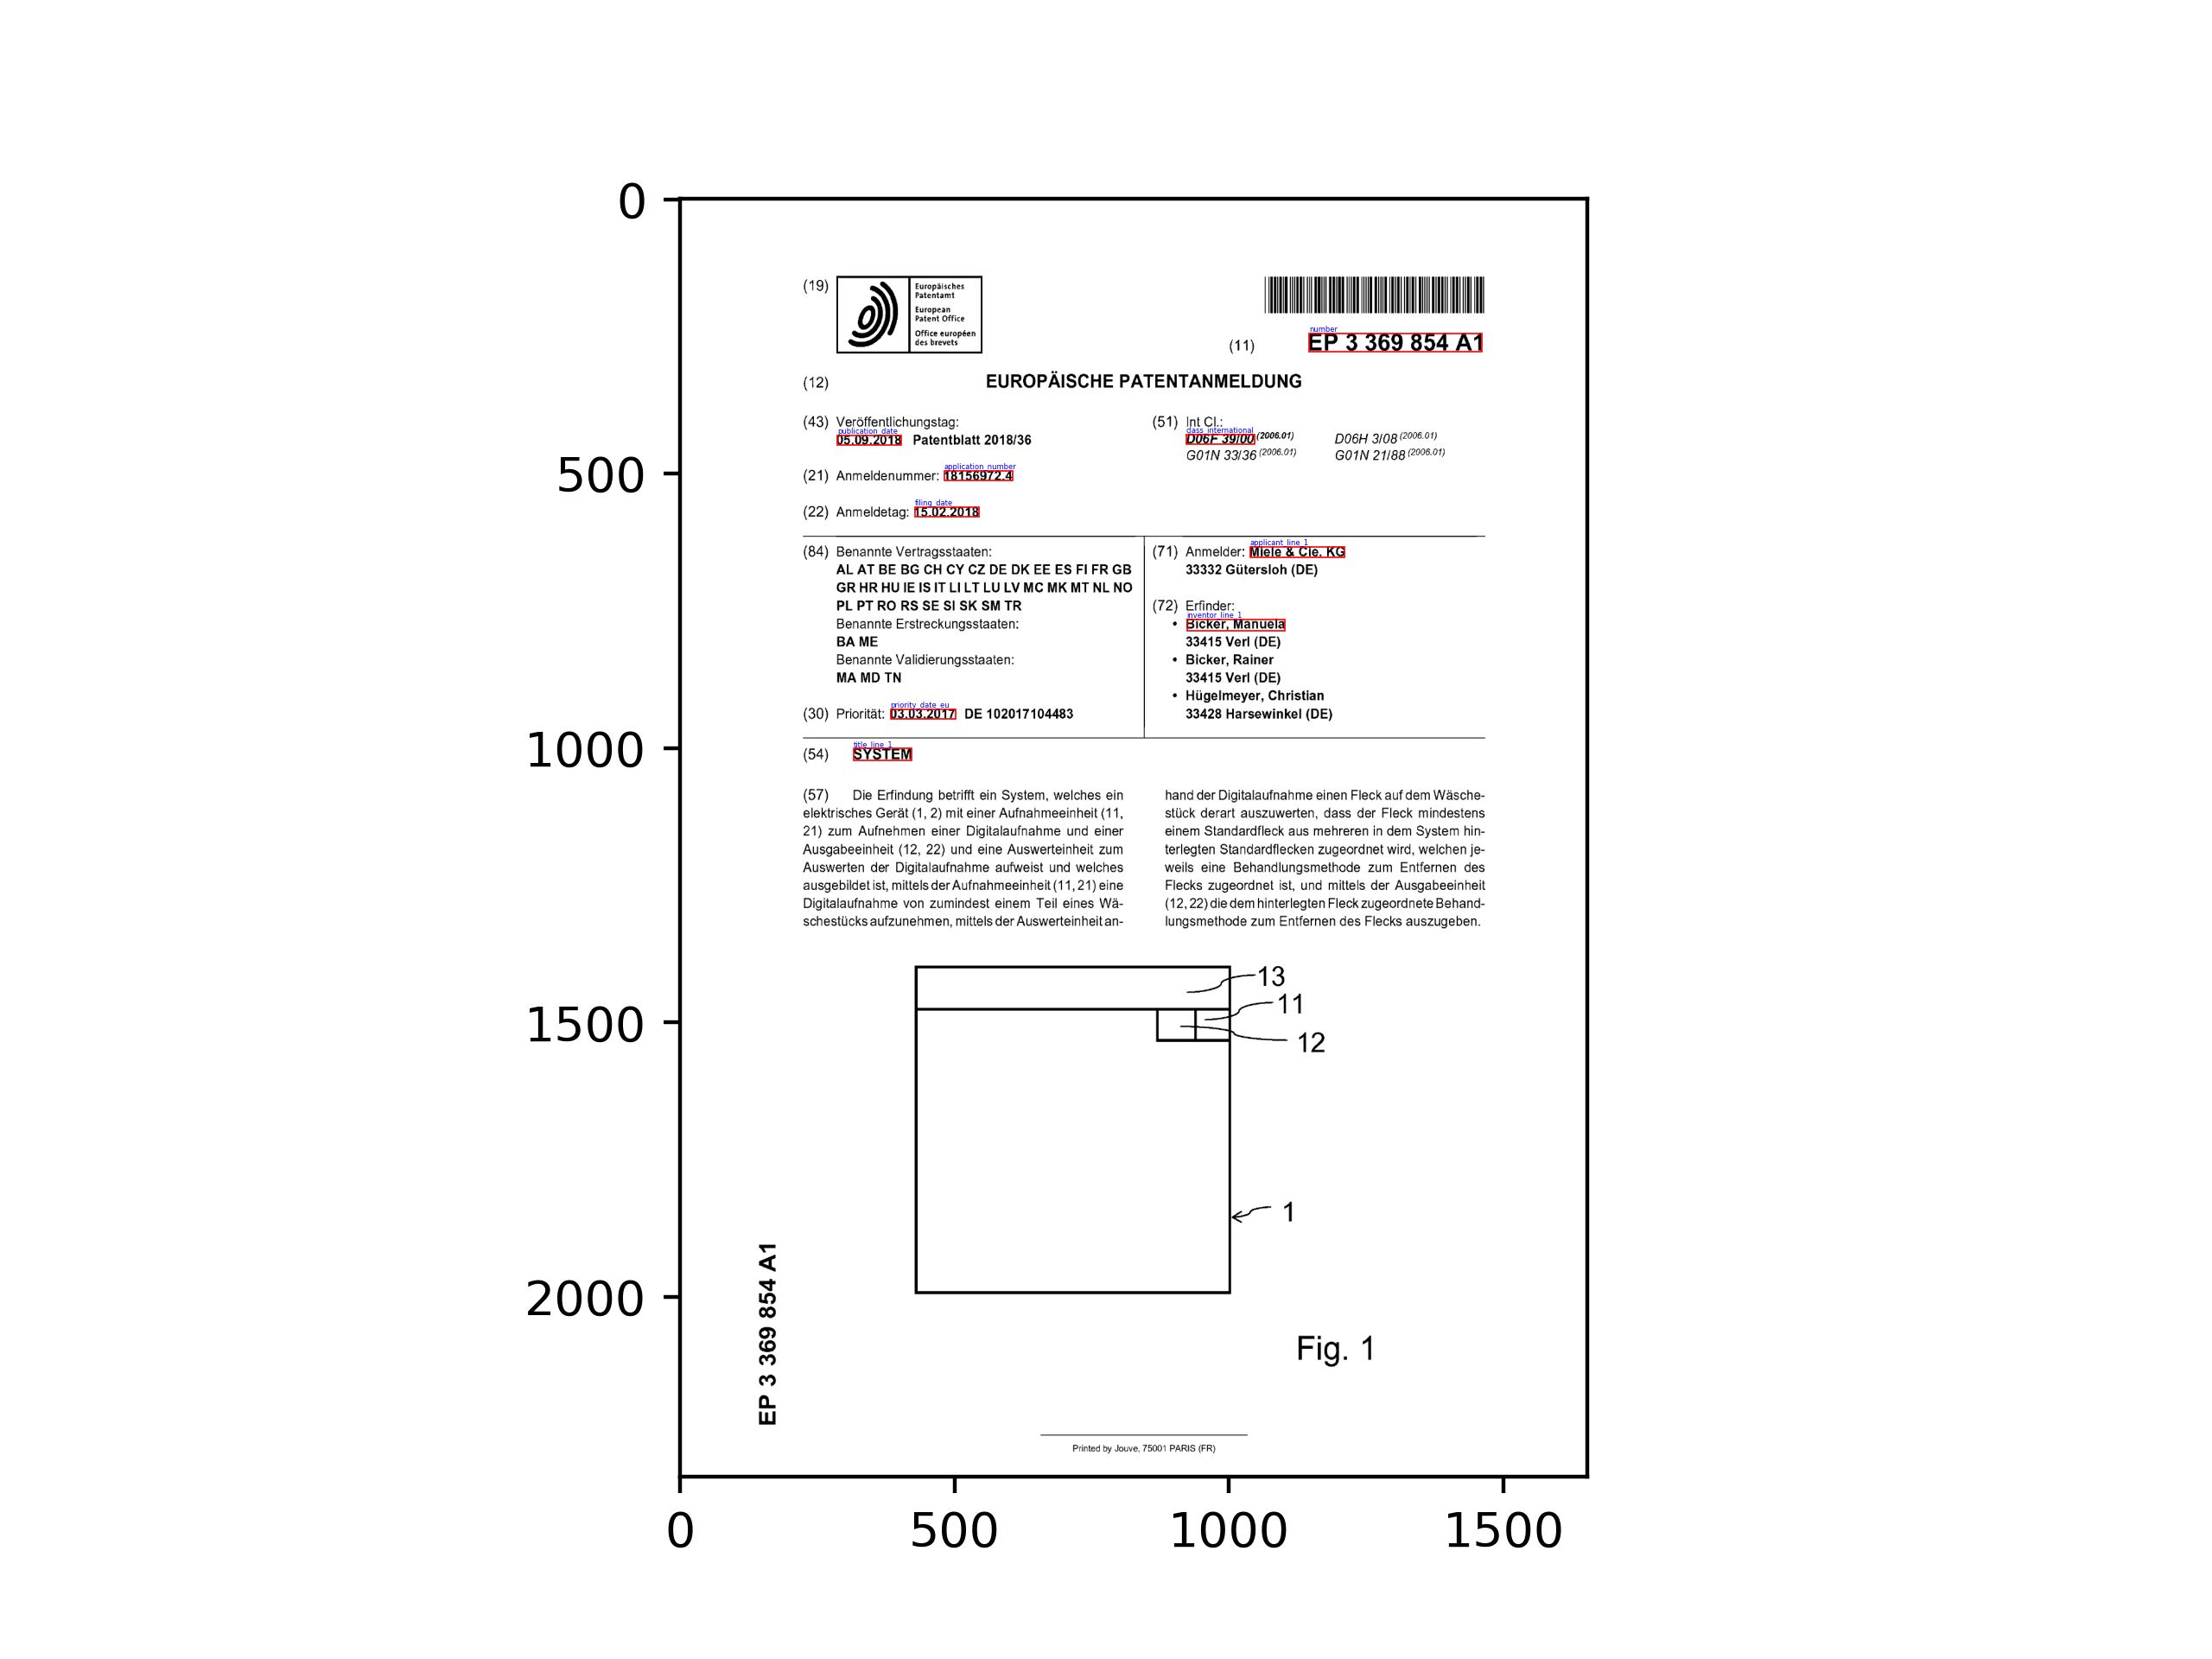 0
500
1000
1500
2000
0
500
1000
1500
(19)
Europäisches
Patentamt
European
Patent Office
Office européen
des brevets
number
(11) EP 3 369 854 A1
(12) EUROPÄISCHE PATENTANMELDUNG
(43) Veröffentlichungstag:
publication_date
05.09.2018 Patentblatt 2018/36
application_number
(21) Anmeldenummer: 18156972.4
filing_date
(22) Anmeldetag: 15.02.2018
(51) Int Cl.:
class_international
D06F 39/00 (2006.01) D06H 3/08 (2006.01)
G01N 33/36 (2006.01) G01N 21/88 (2006.01)
(84) Benannte Vertragsstaaten:
AL AT BE BG CH CY CZ DE DK EE ES FI FR GB
GR HR HU IE IS IT LI LT LU LV MC MK MT NL NO
PL PT RO RS SE SI SK SM TR
Benannte Erstreckungsstaaten:
BA ME
Benannte Validierungsstaaten:
MA MD TN
priority_date_eu
(30) Priorität: 03.03.2017 DE 102017104483
applicant_line_1
(71) Anmelder: Miele & Cie. KG
33332 Gütersloh (DE)
(72) Erfinder:
inventor_line_1
• Bicker, Manuela
33415 Verl (DE)
• Bicker, Rainer
33415 Verl (DE)
• Hügelmeyer, Christian
33428 Harsewinkel (DE)
title_line_1
(54) SYSTEM
(57) Die Erfindung betrifft ein System, welches ein
elektrisches Gerät (1, 2) mit einer Aufnahmeeinheit (11,
21) zum Aufnehmen einer Digitalaufnahme und einer
Ausgabeeinheit (12, 22) und eine Auswerteinheit zum
Auswerten der Digitalaufnahme aufweist und welches
ausgebildet ist, mittels der Aufnahmeeinheit (11, 21) eine
Digitalaufnahme von zumindest einem Teil eines Wä-
schestücks aufzunehmen, mittels der Auswerteinheit an-
hand der Digitalaufnahme einen Fleck auf dem Wäsche-
stück derart auszuwerten, dass der Fleck mindestens
einem Standardfleck aus mehreren in dem System hin-
terlegten Standardflecken zugeordnet wird, welchen je-
weils eine Behandlungsmethode zum Entfernen des
Flecks zugeordnet ist, und mittels der Ausgabeeinheit
(12, 22) die dem hinterlegten Fleck zugeordnete Behand-
lungsmethode zum Entfernen des Flecks auszugeben.
13
11
12
1
Fig. 1
EP 3 369 854 A1
Printed by Jouve, 75001 PARIS (FR)